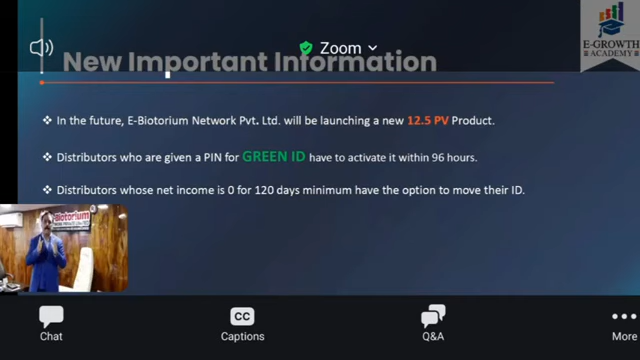 E-GROWTH
ACADEMY
Zoom
New Important Information
❖ In the future, E-Biotorium Network Pvt. Ltd. will be launching a new 12.5 PV Product.
❖ Distributors who are given a PIN for GREEN ID have to activate it within 96 hours.
❖ Distributors whose net income is 0 for 120 days minimum have the option to move their ID.
Biotorium
Chat
CC
Captions
Q&A
More